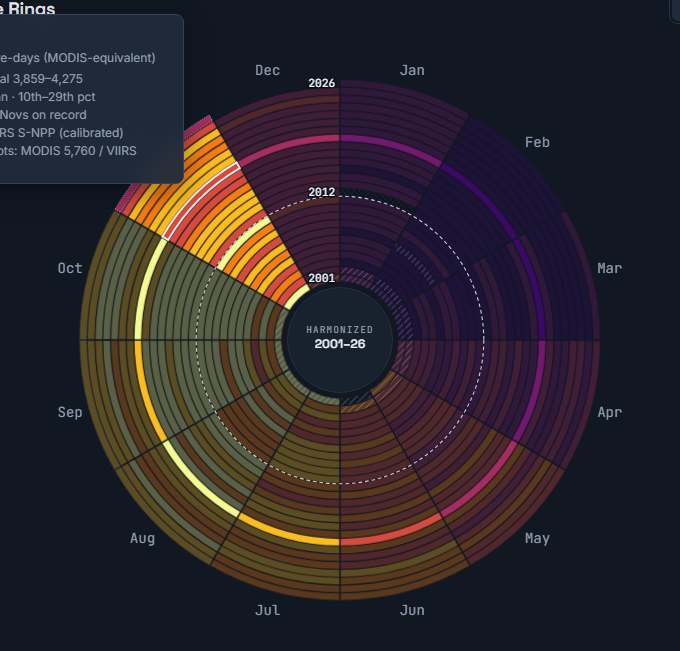 e Rings
e-days (MODIS-equivalent)
al 3,859–4,275
n · 10th–29th pct
Novs on record
RS S-NPP (calibrated)
ots: MODIS 5,760 / VIIRS
Dec
2026
Jan
Feb
2012
Oct
2001
Mar
HARMONIZED
2001–26
Sep
Apr
Aug
May
Jul
Jun